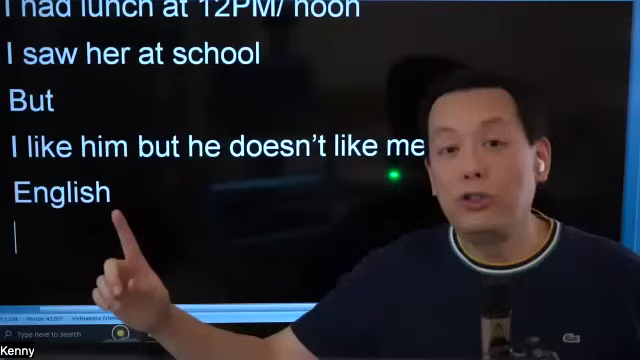 I had lunch at 12PM/ noon
I saw her at school
But
I like him but he doesn't like me
English
Vietnamese
Type here to search
Kenny